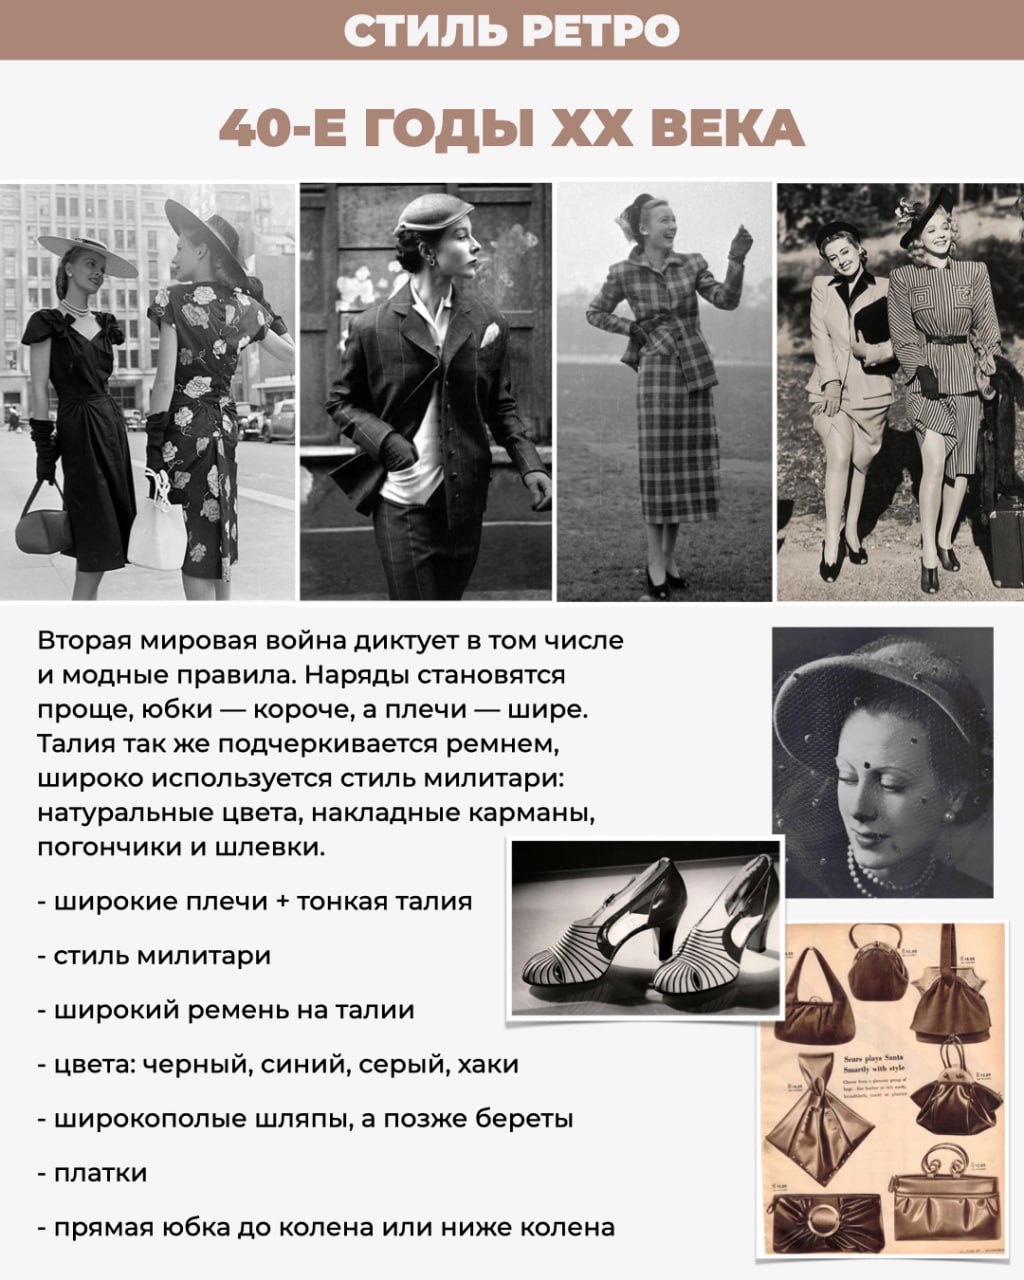 СТИЛЬ РЕТРО
40-Е ГОДЫ ХХ ВЕКА
Вторая мировая война диктует в том числе
и модные правила. Наряды становятся
проще, юбки — короче, а плечи — шире.
Талия так же подчеркивается ремнем,
широко используется стиль милитари:
натуральные цвета, накладные карманы,
погончики и шлевки.
- широкие плечи + тонкая талия
- стиль милитари
- широкий ремень на талии
- цвета: черный, синий, серый, хаки
- широкополые шляпы, а позже береты
- платки
- прямая юбка до колена или ниже колена
Sears plays Santa
Smartly with style